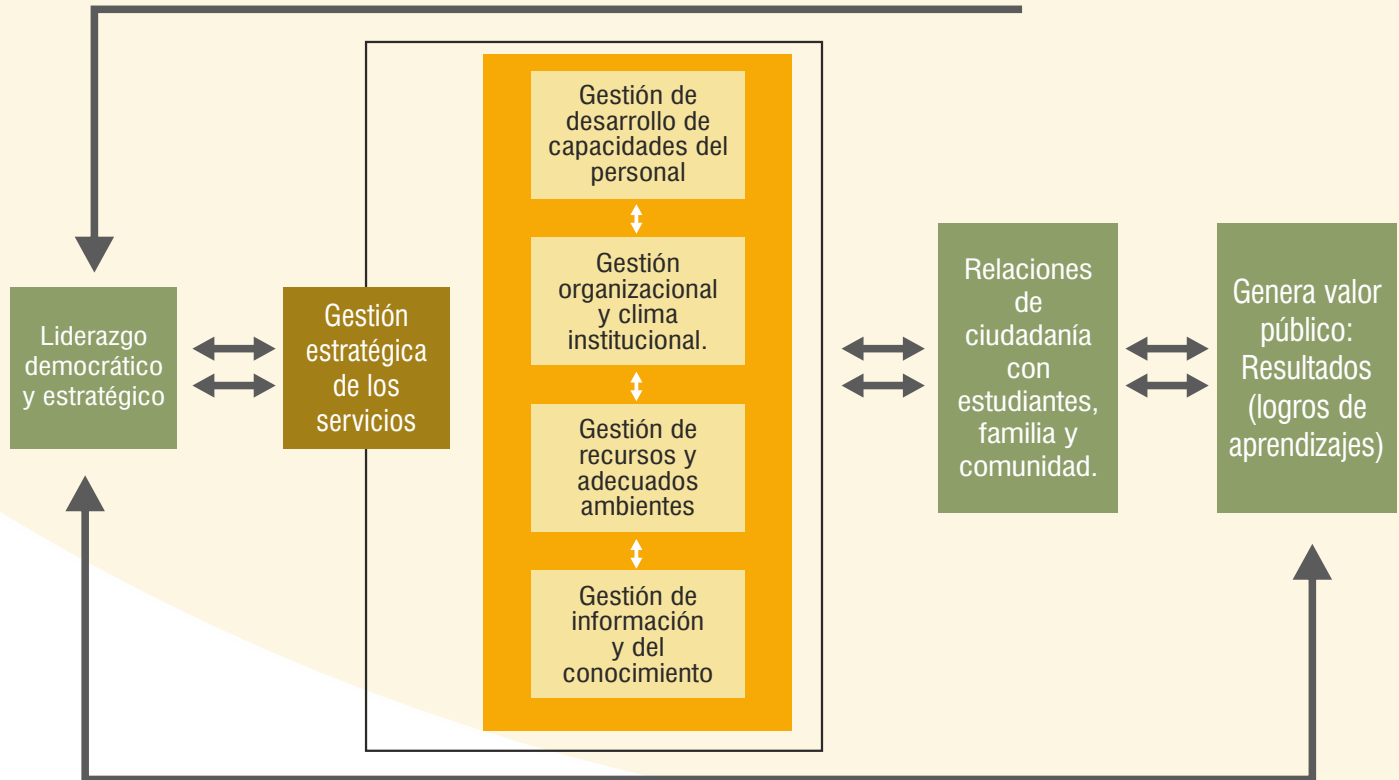 Liderazgo
democrático
y estratégico
Gestión
estratégica
de los
servicios
Gestión de
desarrollo de
capacidades del
personal
Gestión
organizacional
y clima
institucional.
Gestión de
recursos y
adecuados
ambientes
Gestión de
información
y del
conocimiento
Relaciones
de
ciudadanía
con
estudiantes,
familia y
comunidad.
Genera valor
público:
Resultados
(logros de
aprendizajes)